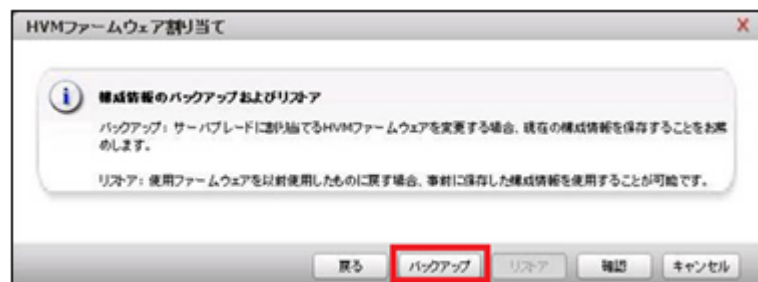 HVMファームウェア割り当て
X
i
構成情報のバックアップおよびリストア
バックアップ: サーバブレードに割り当てるHVMファームウェアを変更する場合、現在の構成情報を保存することをお薦
めします。
リストア: 使用ファームウェアを以前使用したものに戻す場合、事前に保存した構成情報を使用することが可能です。
戻る バックアップ リストア 確認 キャンセル